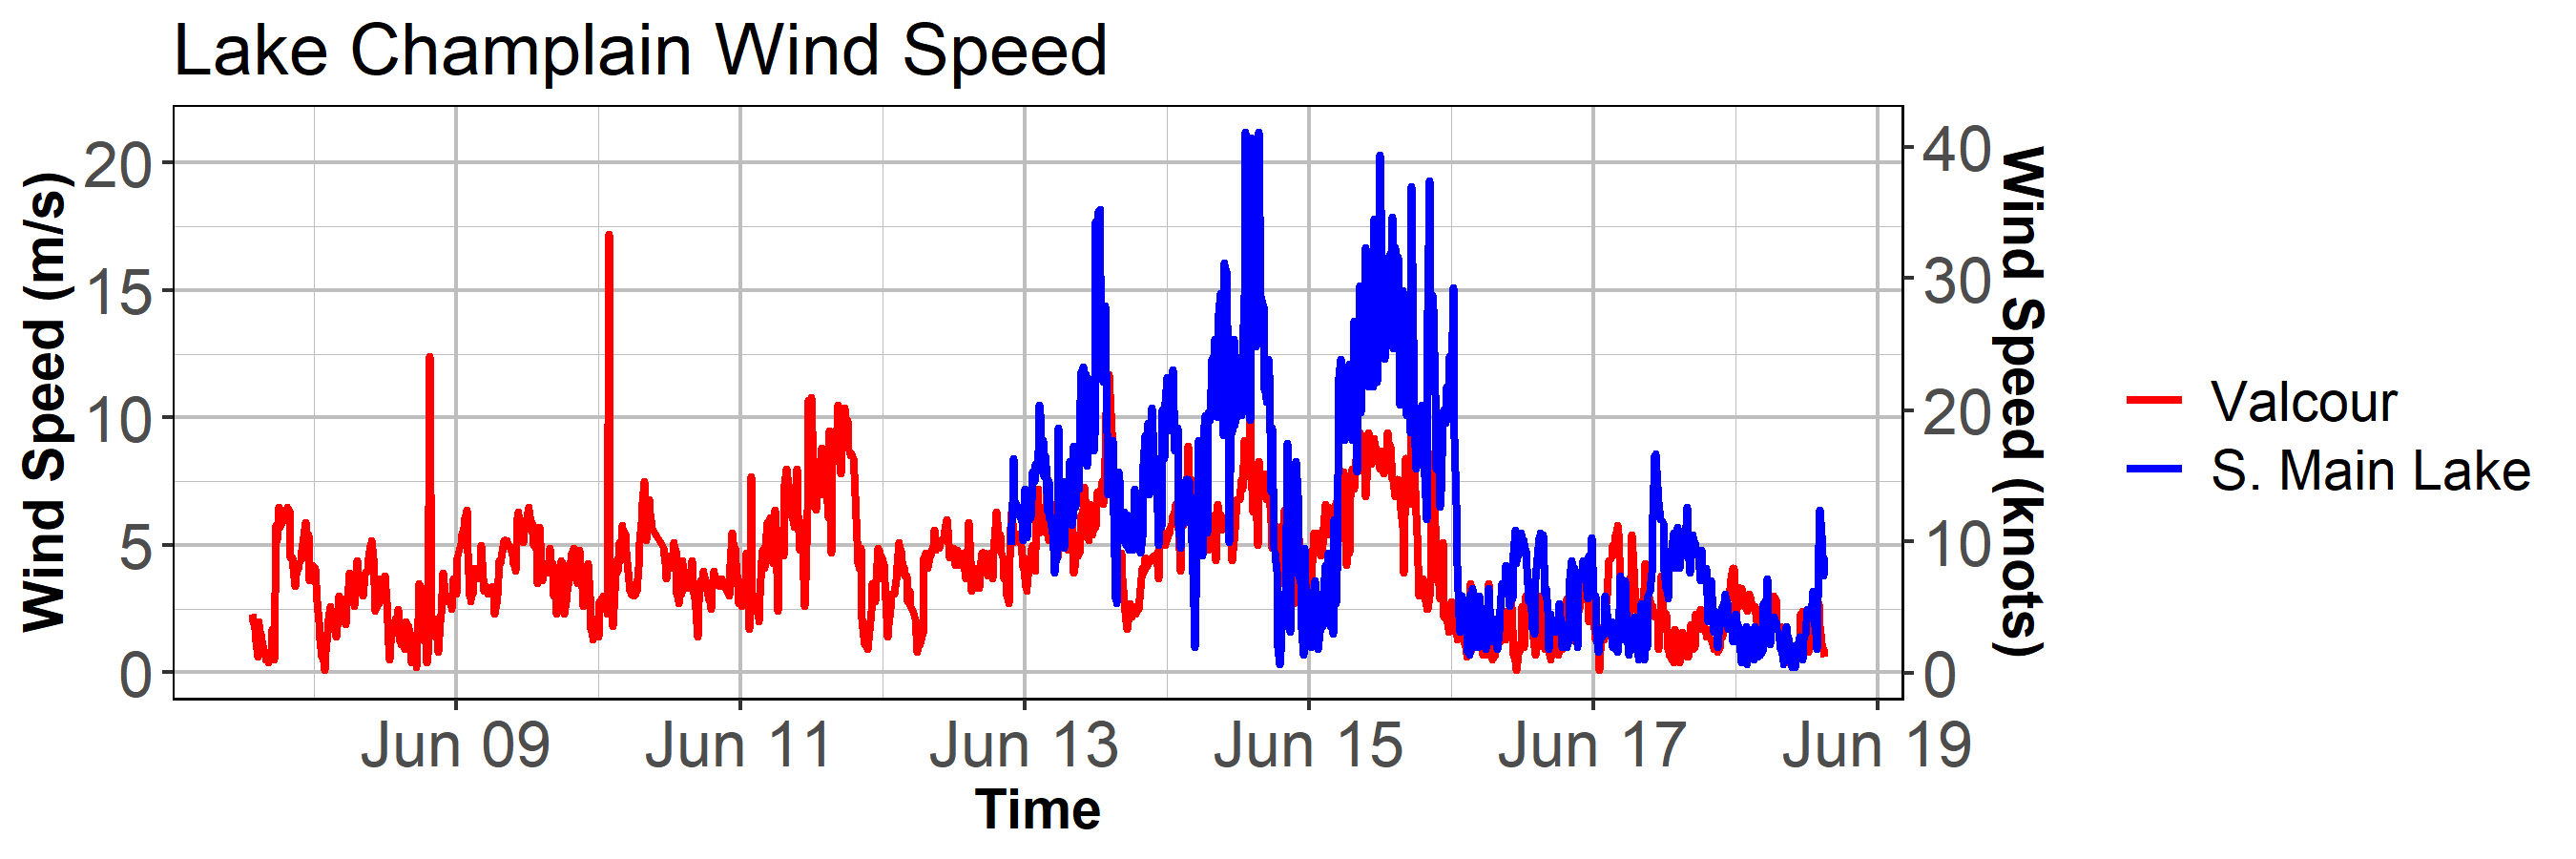 Lake Champlain Wind Speed
Wind Speed (m/s)
20
15
10
5
0
40
30
20
10
0
Wind Speed (knots)
Jun 09
Jun 11
Jun 13
Jun 15
Jun 17
Jun 19
Time
Valcour
S. Main Lake